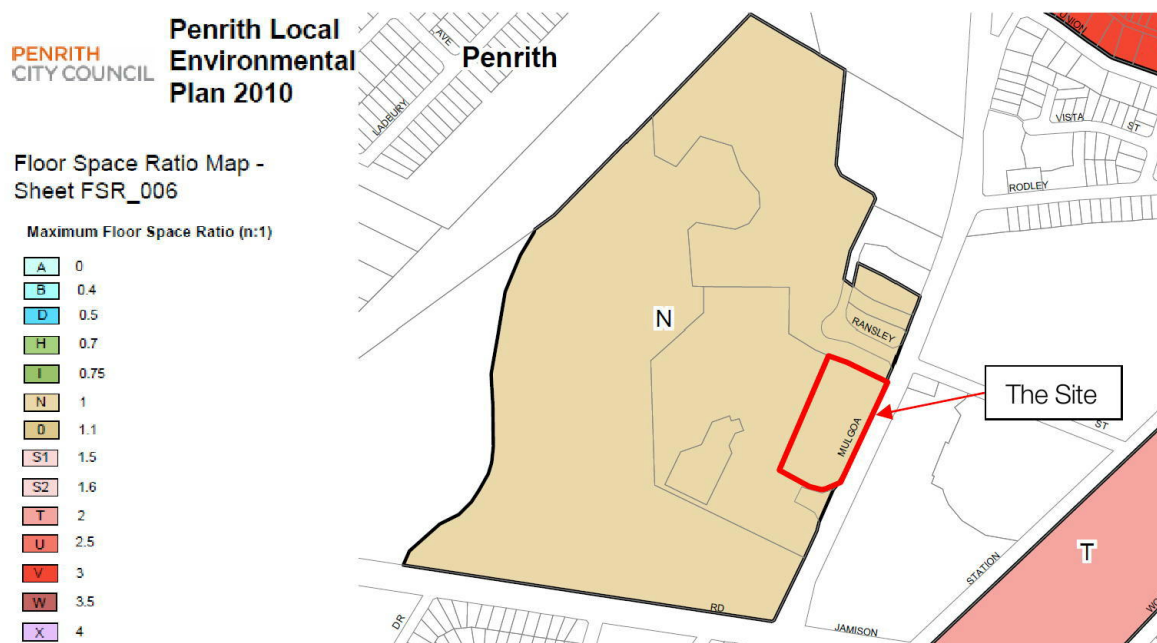 PENRITH
CITY COUNCIL
Penrith Local
Environmental
Plan 2010
Floor Space Ratio Map -
Sheet FSR_006
Maximum Floor Space Ratio (n:1)
A 0
B 0.4
D 0.5
H 0.7
I 0.75
N 1
0 1.1
S1 1.5
S2 1.6
T 2
U 2.5
V 3
W 3.5
X 4
Penrith
AVE
LADBURY
UNION
VISTA
ST
RODLEY
N
RANSLEY
The Site
MULGOA
ST
STATION
T
RD
DR
JAMISON